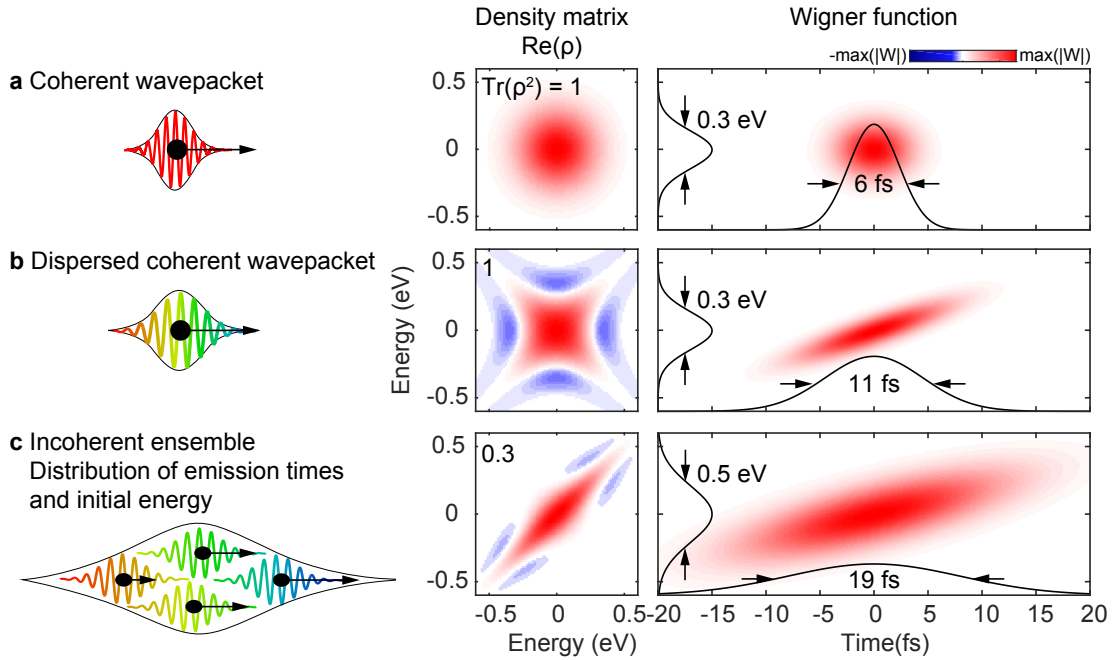 Density matrix
Re(ρ)
Wigner function
-max(|W|)
max(|W|)
a Coherent wavepacket
Tr(ρ²) = 1
0.5
0
-0.5
0.3 eV
6 fs
b Dispersed coherent wavepacket
1
Energy (eV)
0.5
0
-0.5
0.3 eV
11 fs
c Incoherent ensemble
Distribution of emission times
and initial energy
0.3
0.5
0
-0.5
0.5 eV
19 fs
-0.5 0 0.5
Energy (eV)
-20 -15 -10 -5 0 5 10 15 20
Time(fs)